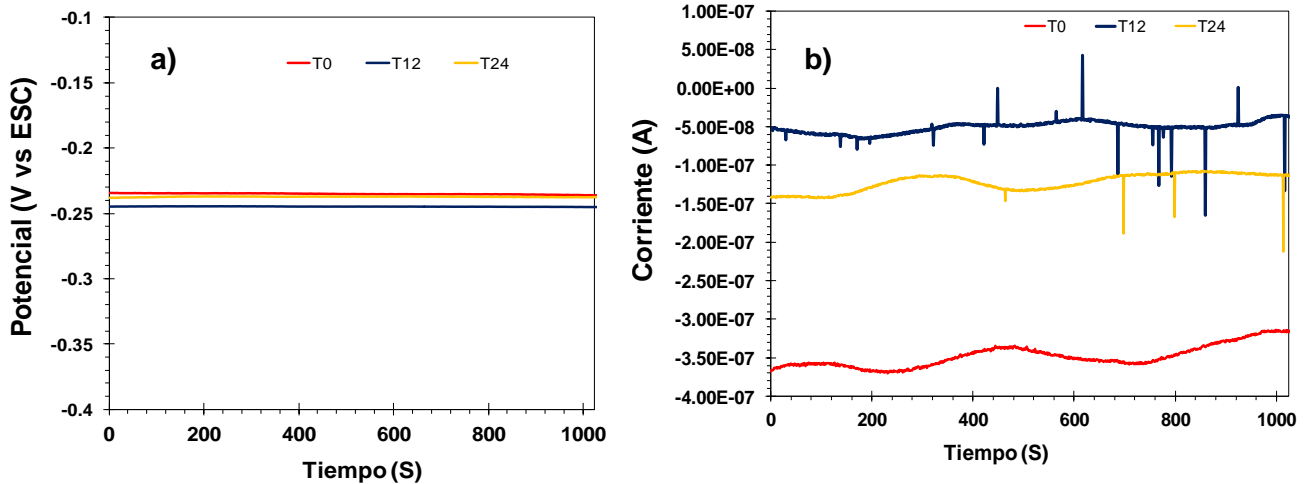 a)
T0 T12 T24
Potencial (V vs ESC)
-0.1
-0.15
-0.2
-0.25
-0.3
-0.35
-0.4
0 200 400 600 800 1000
Tiempo (S)
b)
T0 T12 T24
Corriente (A)
1.00E-07
5.00E-08
0.00E+00
-5.00E-08
-1.00E-07
-1.50E-07
-2.00E-07
-2.50E-07
-3.00E-07
-3.50E-07
-4.00E-07
0 200 400 600 800 1000
Tiempo (S)